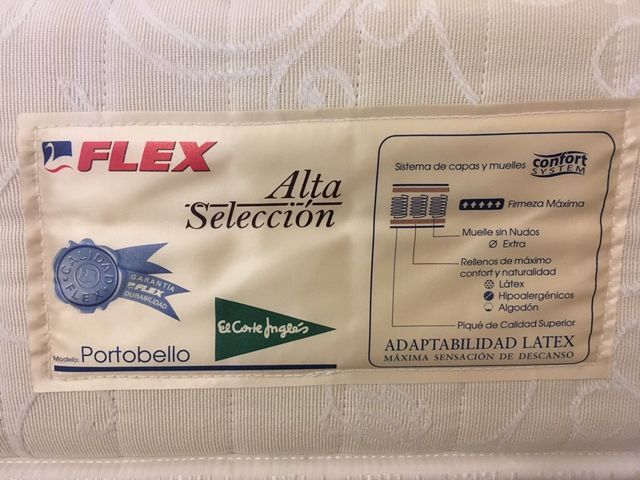 FLEX
Alta
Selección
CALIDAD
FLEX
GARANTIA
FLEX
DURABILIDAD
El Corte Inglés
Modelo: Portobello
Sistema de capas y muelles
confort
SYSTEM
Firmeza Máxima
Muelle sin Nudos
Ø Extra
Rellenos de máximo
confort y naturalidad
Látex
Hipoalergénicos
Algodón
Piqué de Calidad Superior
ADAPTABILIDAD LATEX
MÁXIMA SENSACIÓN DE DESCANSO